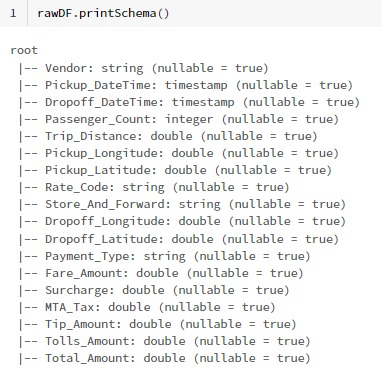 1 rawDF.printSchema()
root
|-- Vendor: string (nullable = true)
|-- Pickup_DateTime: timestamp (nullable = true)
|-- Dropoff_DateTime: timestamp (nullable = true)
|-- Passenger_Count: integer (nullable = true)
|-- Trip_Distance: double (nullable = true)
|-- Pickup_Longitude: double (nullable = true)
|-- Pickup_Latitude: double (nullable = true)
|-- Rate_Code: string (nullable = true)
|-- Store_And_Forward: string (nullable = true)
|-- Dropoff_Longitude: double (nullable = true)
|-- Dropoff_Latitude: double (nullable = true)
|-- Payment_Type: string (nullable = true)
|-- Fare_Amount: double (nullable = true)
|-- Surcharge: double (nullable = true)
|-- MTA_Tax: double (nullable = true)
|-- Tip_Amount: double (nullable = true)
|-- Tolls_Amount: double (nullable = true)
|-- Total_Amount: double (nullable = true)